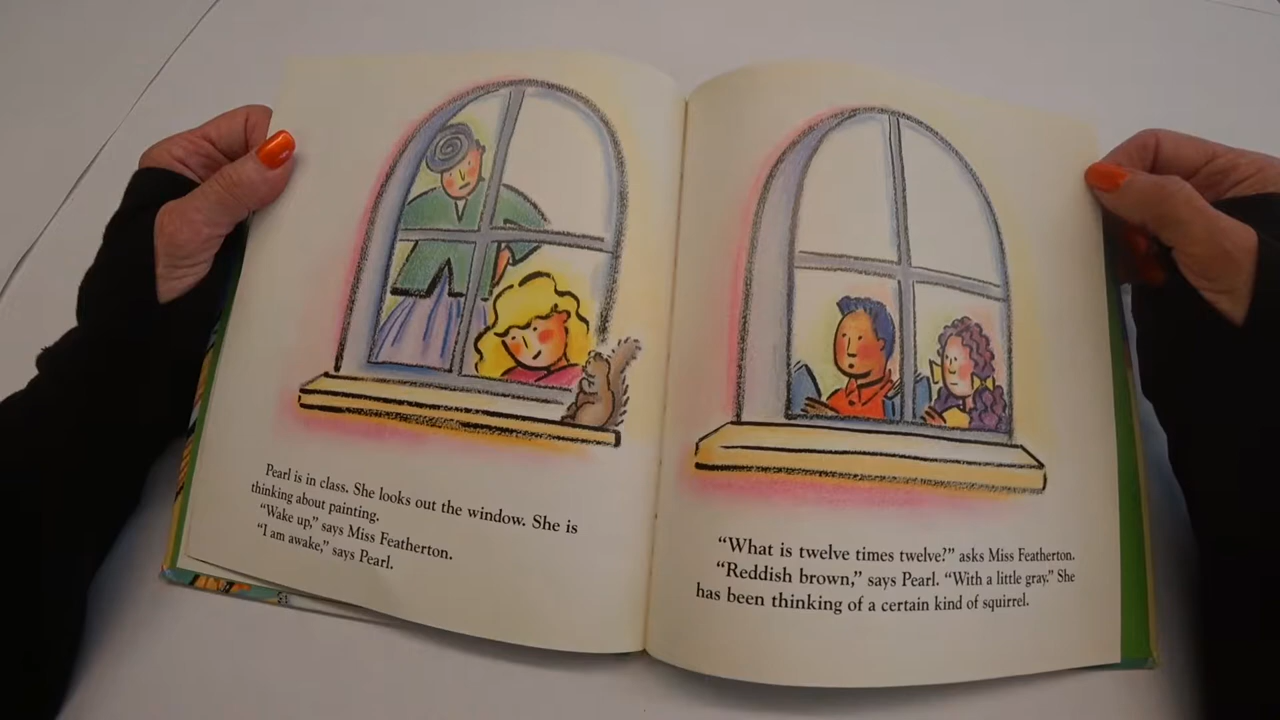 Pearl is in class. She looks out the window. She is
thinking about painting.
“Wake up,” says Miss Featherton.
“I am awake,” says Pearl.
“What is twelve times twelve?” asks Miss Featherton.
“Reddish brown,” says Pearl. “With a little gray.” She
has been thinking of a certain kind of squirrel.